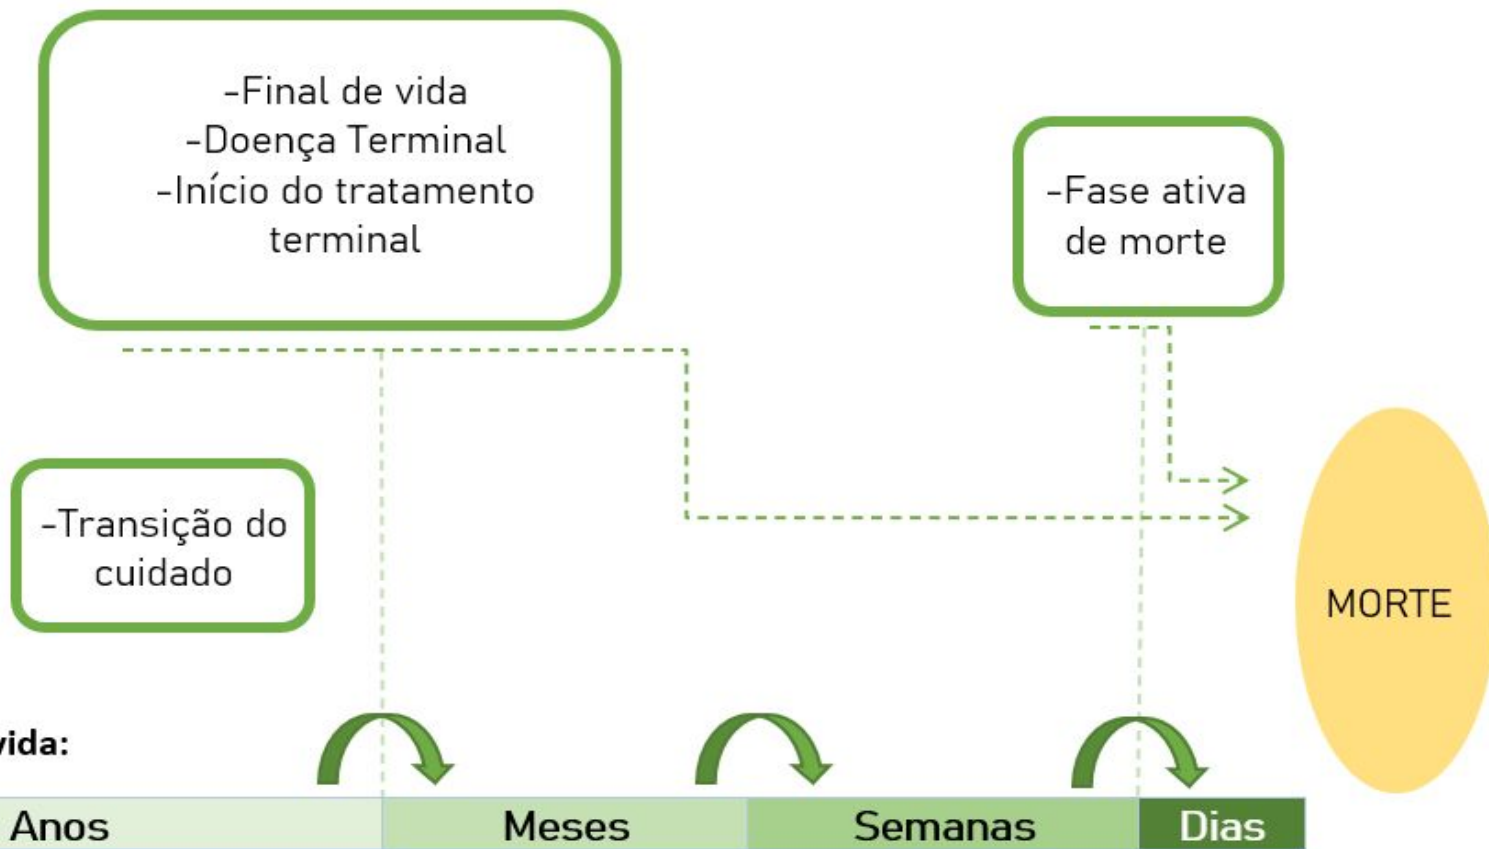 -Final de vida
-Doença Terminal
-Início do tratamento
terminal
-Fase ativa
de morte
-Transição do
cuidado
MORTE
vida:
Anos
Meses
Semanas
Dias